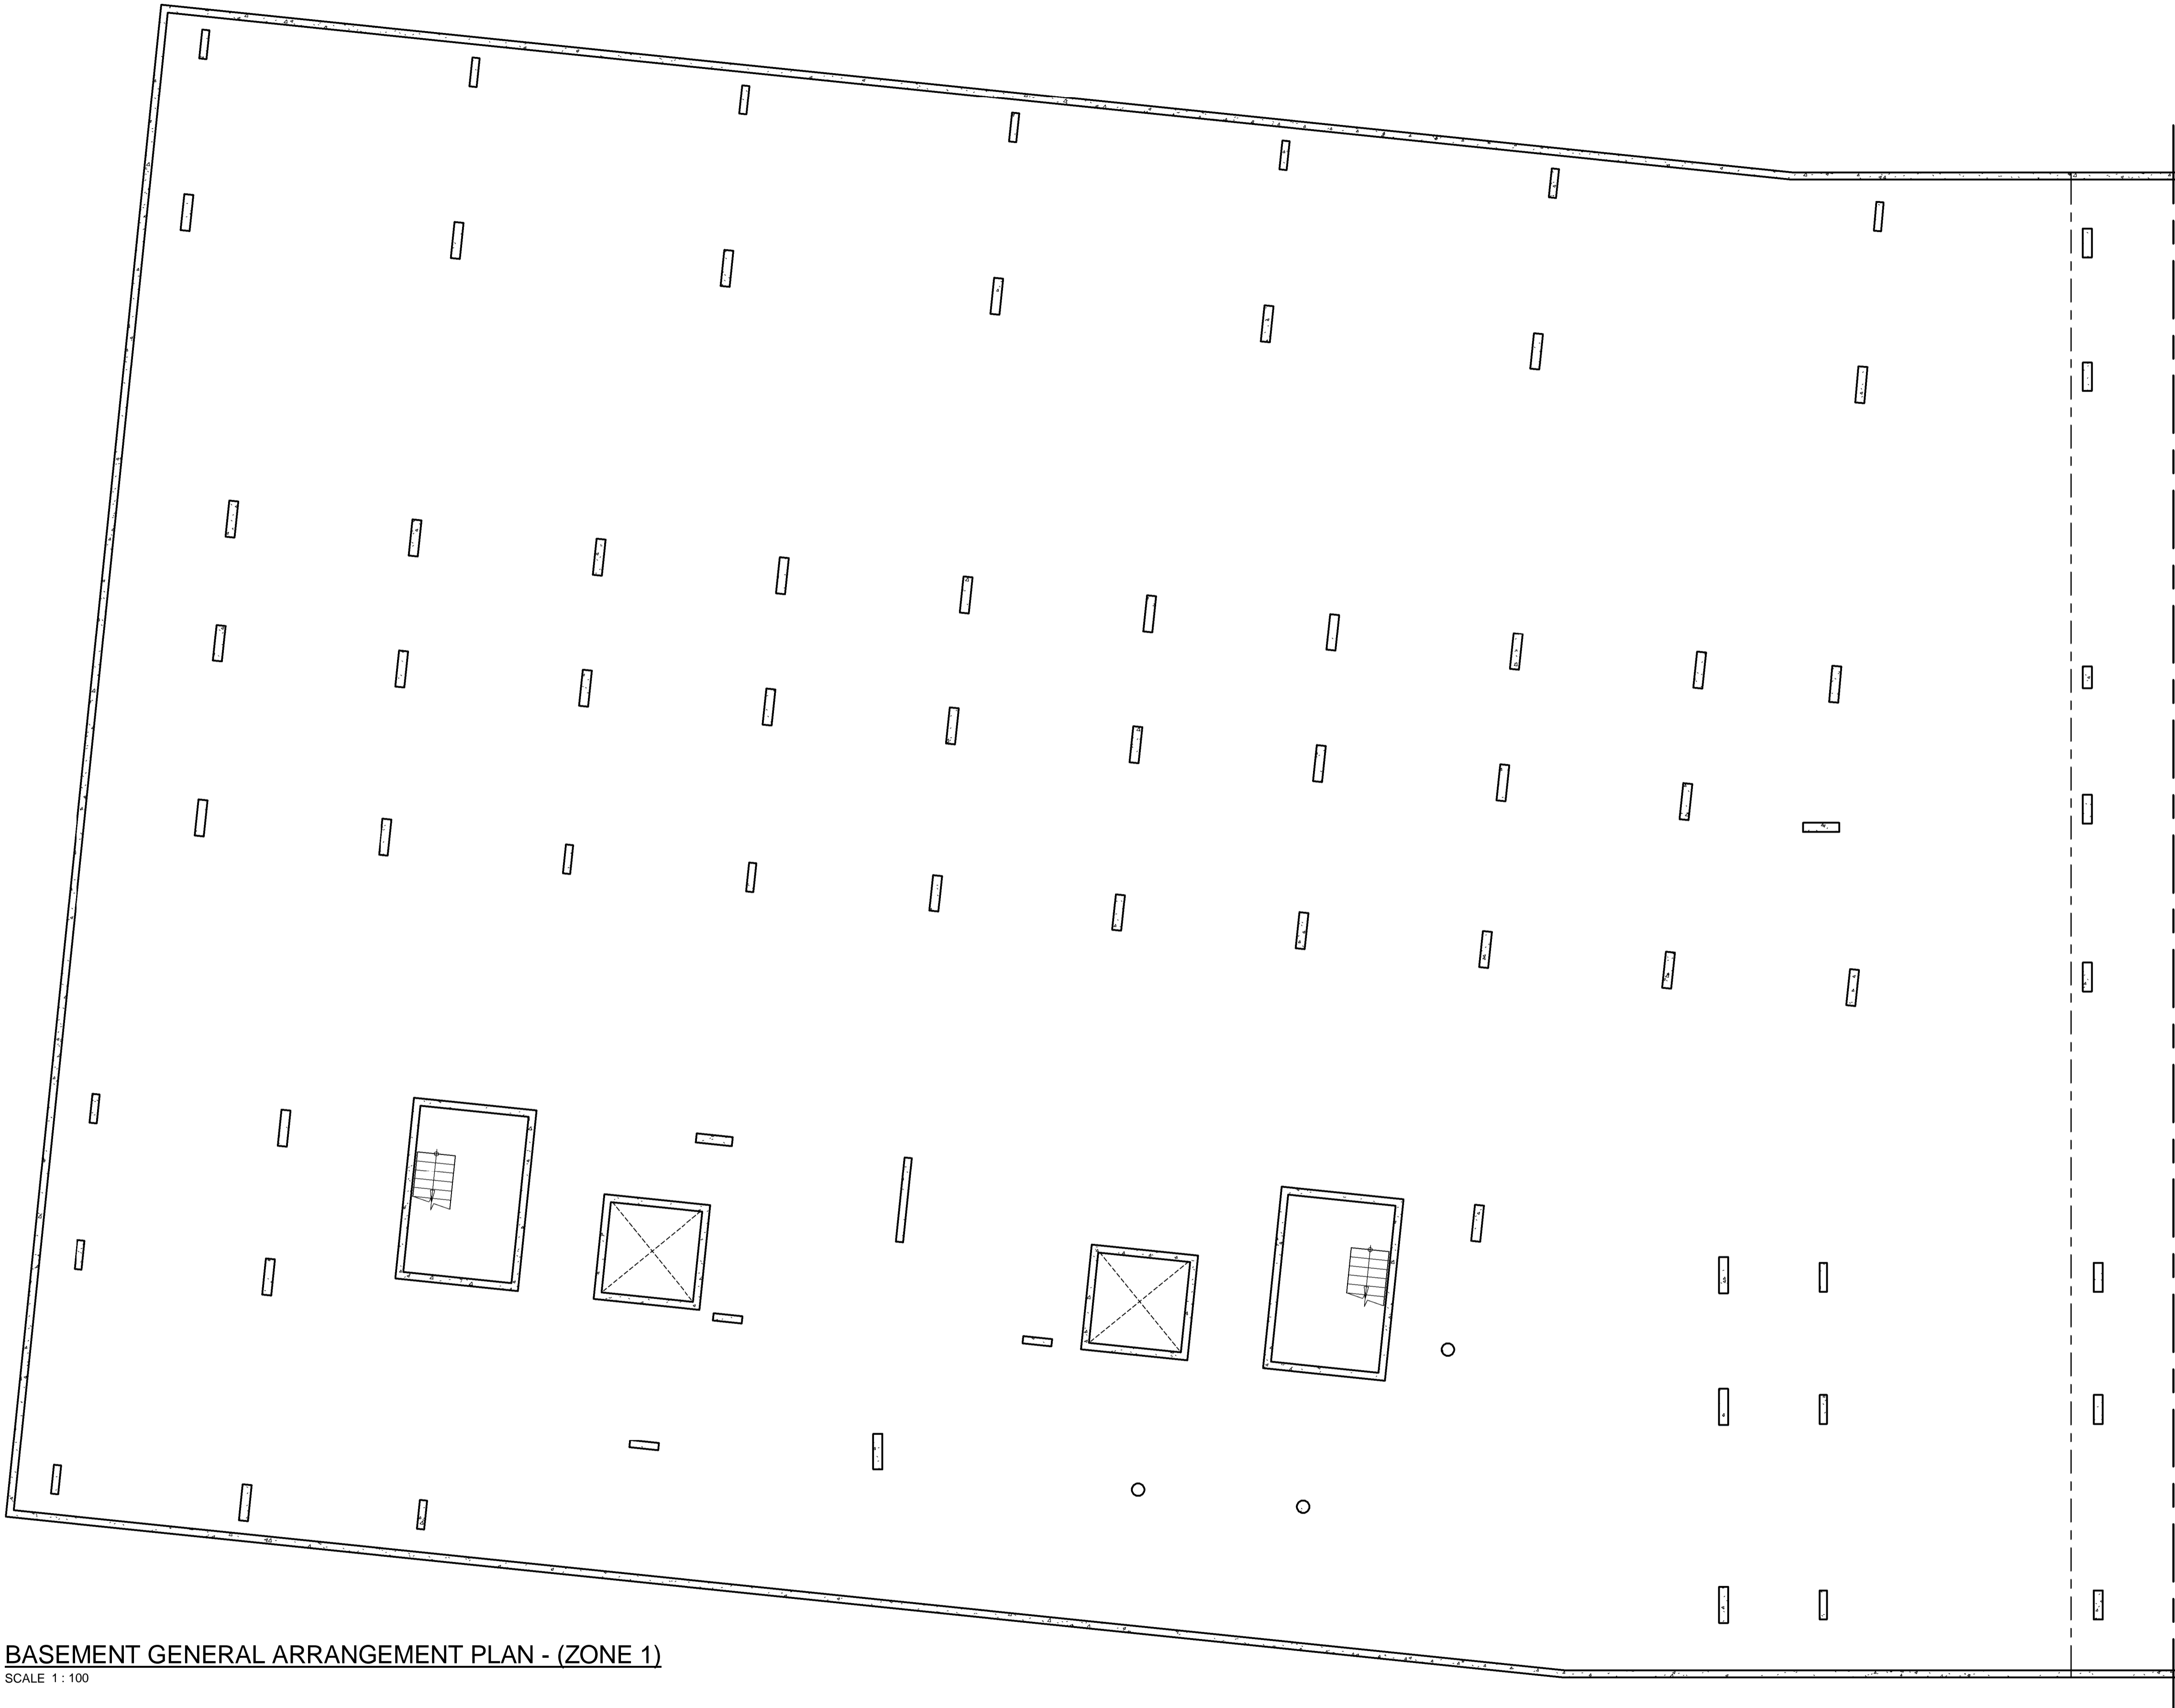 BASEMENT GENERAL ARRANGEMENT PLAN - (ZONE 1)
SCALE 1 : 100